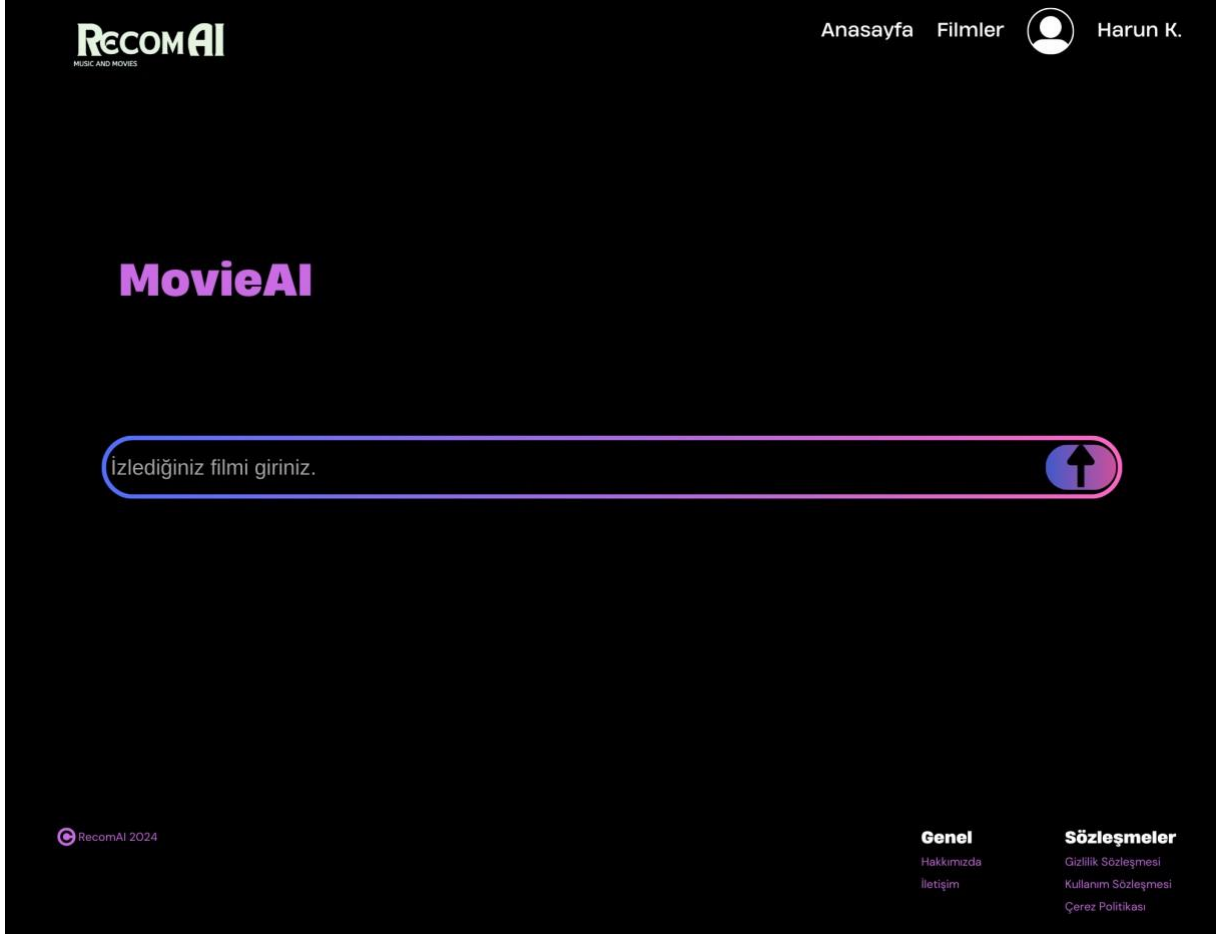 RECOMAI
MUSIC AND MOVIES
Anasayfa Filmler Harun K.
MovieAI
İzlediğiniz filmi giriniz.
RecomAI 2024
Genel
Hakkımızda
İletişim
Sözleşmeler
Gizlilik Sözleşmesi
Kullanım Sözleşmesi
Çerez Politikası